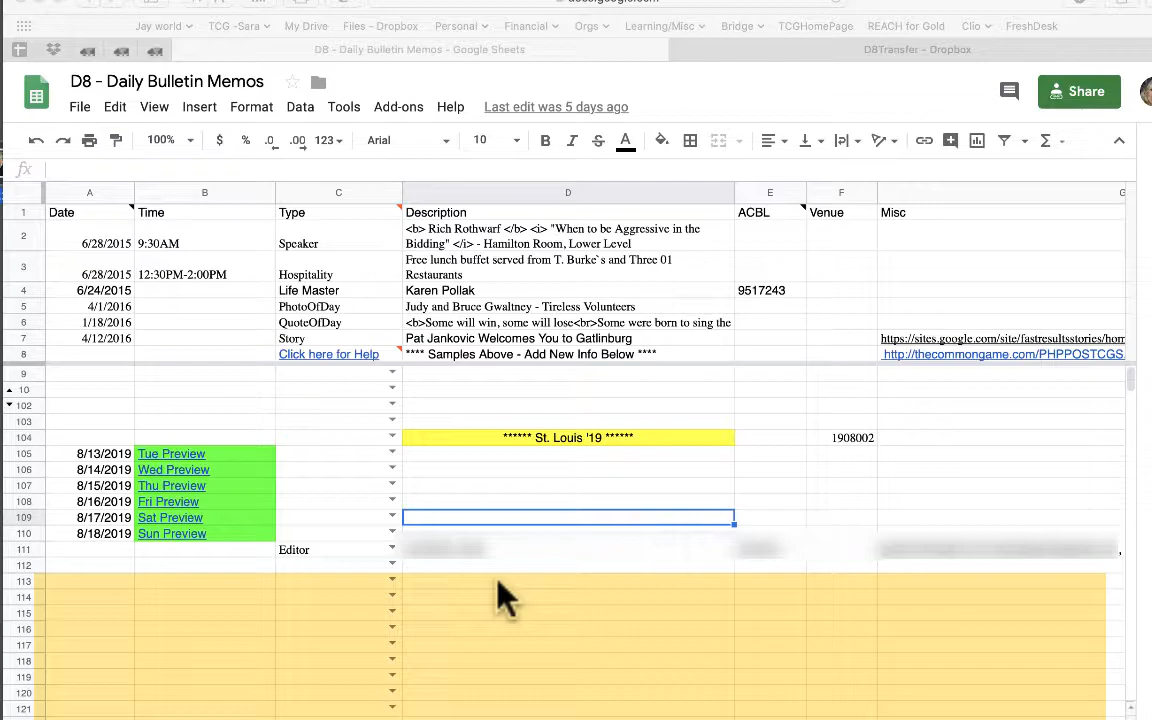 Jay world TCG -Sara My Drive Files - Dropbox Personal Financial Orgs Learning/Misc Bridge TCGHomePage REACH for Gold Clio FreshDesk
D8 - Daily Bulletin Memos - Google Sheets D8Transfer - Dropbox
D8 - Daily Bulletin Memos
Share
File Edit View Insert Format Data Tools Add-ons Help Last edit was 5 days ago
100% $ % .0 .00 123 Arial 10 B I S A Σ
fx
A B C D E F G
1 Date Time Type Description ACBL Venue Misc
<b> Rich Rothwarf </b> <i> "When to be Aggressive in the
2 6/28/2015 9:30AM Speaker Bidding" </i> - Hamilton Room, Lower Level
Free lunch buffet served from T. Burke`s and Three 01
3 6/28/2015 12:30PM-2:00PM Hospitality Restaurants
4 6/24/2015 Life Master Karen Pollak 9517243
5 4/1/2016 PhotoOfDay Judy and Bruce Gwaltney - Tireless Volunteers
6 1/18/2016 QuoteOfDay <b>Some will win, some will lose<br>Some were born to sing the
7 4/12/2016 Story Pat Jankovic Welcomes You to Gatlinburg https://sites.google.com/site/fastresultsstories/hom
8 Click here for Help **** Samples Above - Add New Info Below **** http://thecommongame.com/PHPPOSTCGS
9
10
102
103
104 ****** St. Louis '19 ****** 1908002
105 8/13/2019 Tue Preview
106 8/14/2019 Wed Preview
107 8/15/2019 Thu Preview
108 8/16/2019 Fri Preview
109 8/17/2019 Sat Preview
110 8/18/2019 Sun Preview
111 Editor ,
112
113
114
115
116
117
118
119
120
121